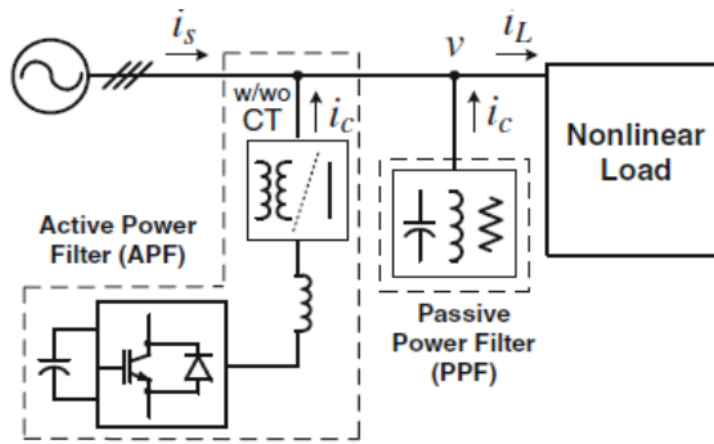 i_s
v
i_L
w/wo
CT
i_c
i_c
Nonlinear
Load
Active Power
Filter (APF)
Passive
Power Filter
(PPF)